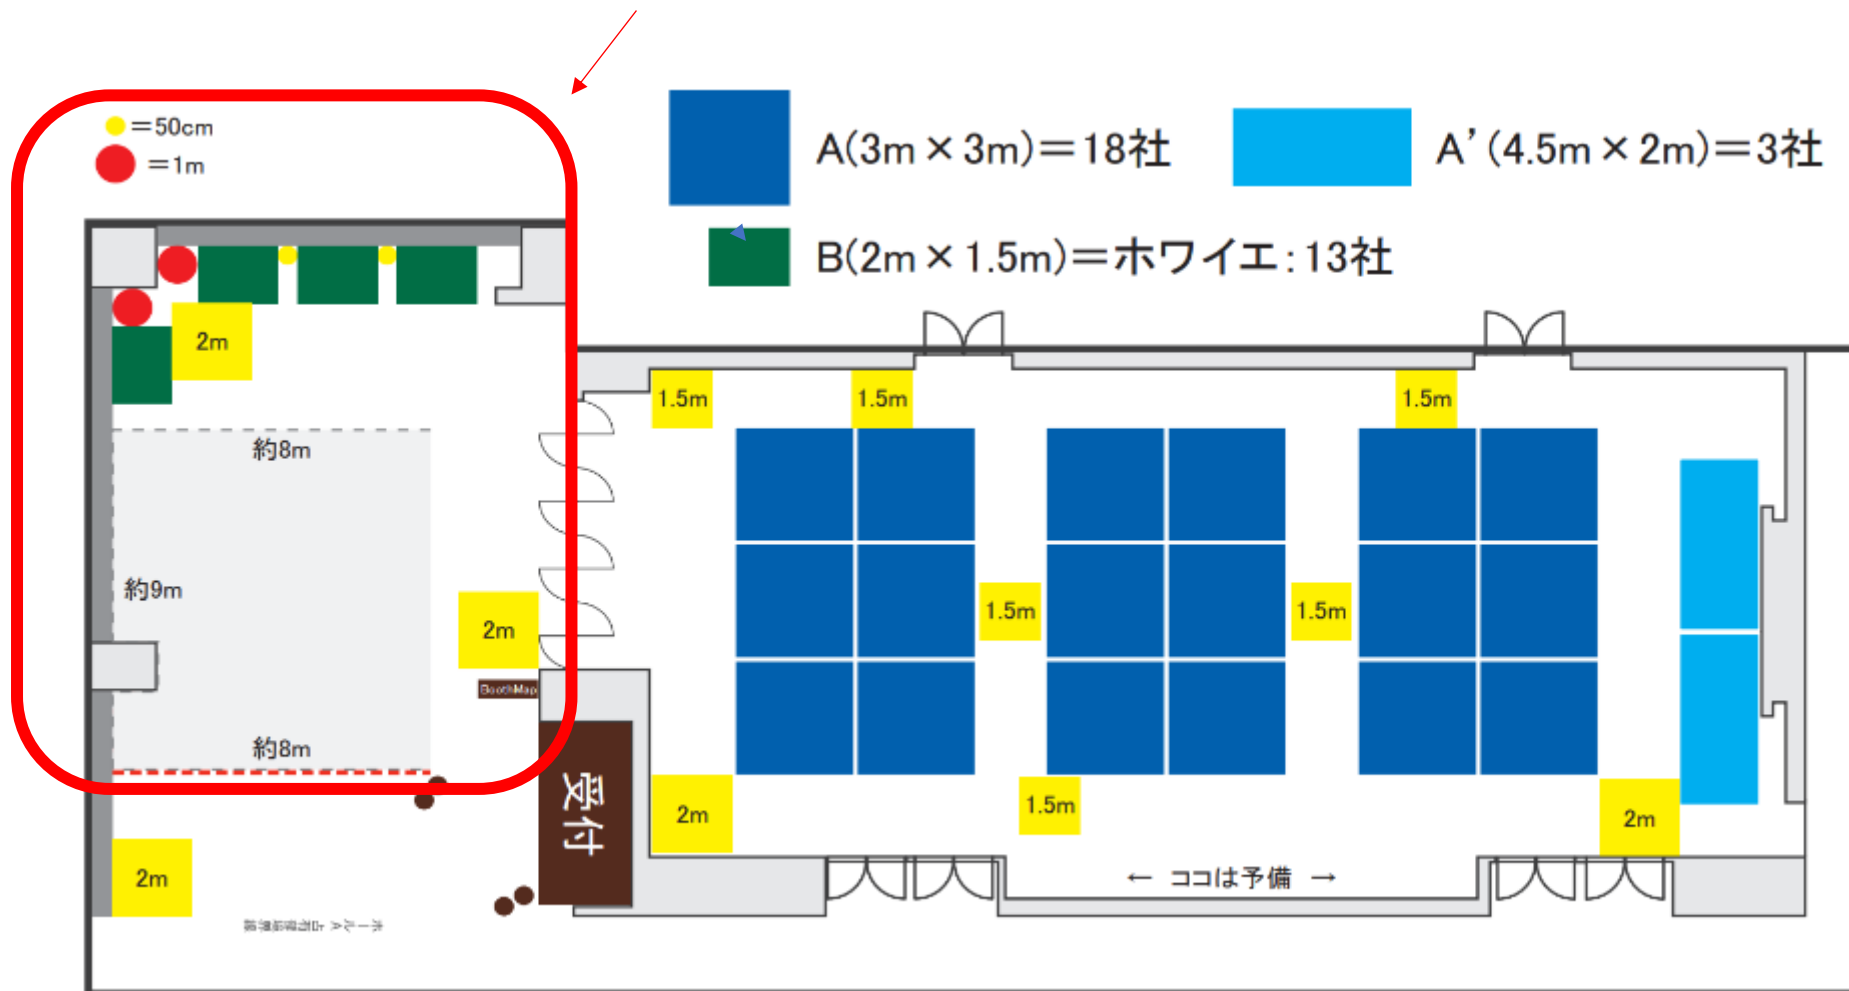 =50cm
=1m
A(3m×3m)=18社
A'(4.5m×2m)=3社
B(2m×1.5m)=ホワイエ:13社
2m
1.5m
1.5m
1.5m
約8m
約9m
2m
1.5m
1.5m
BoothMap
約8m
受付
2m
1.5m
2m
2m
← ココは予備 →